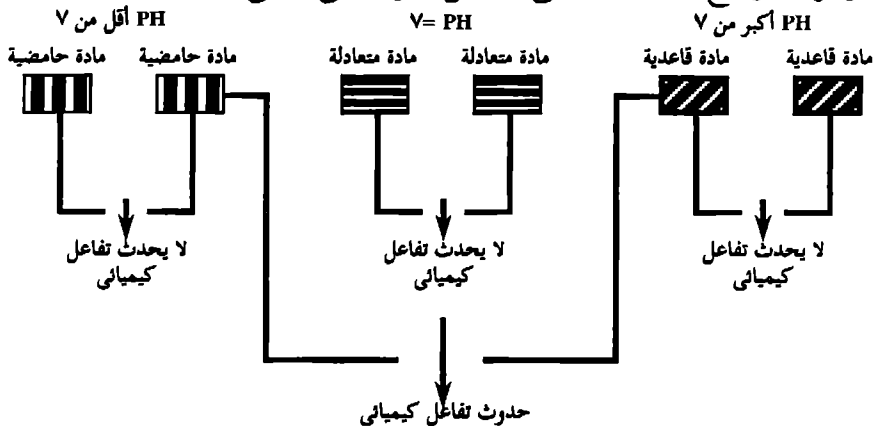 PH أكبر من ٧
PH =٧
PH أقل من ٧
مادة قاعدية
مادة قاعدية
مادة متعادلة
مادة متعادلة
مادة حامضية
مادة حامضية
لا يحدث تفاعل
كيميائى
لا يحدث تفاعل
كيميائى
لا يحدث تفاعل
كيميائى
حدوث تفاعل كيميائى